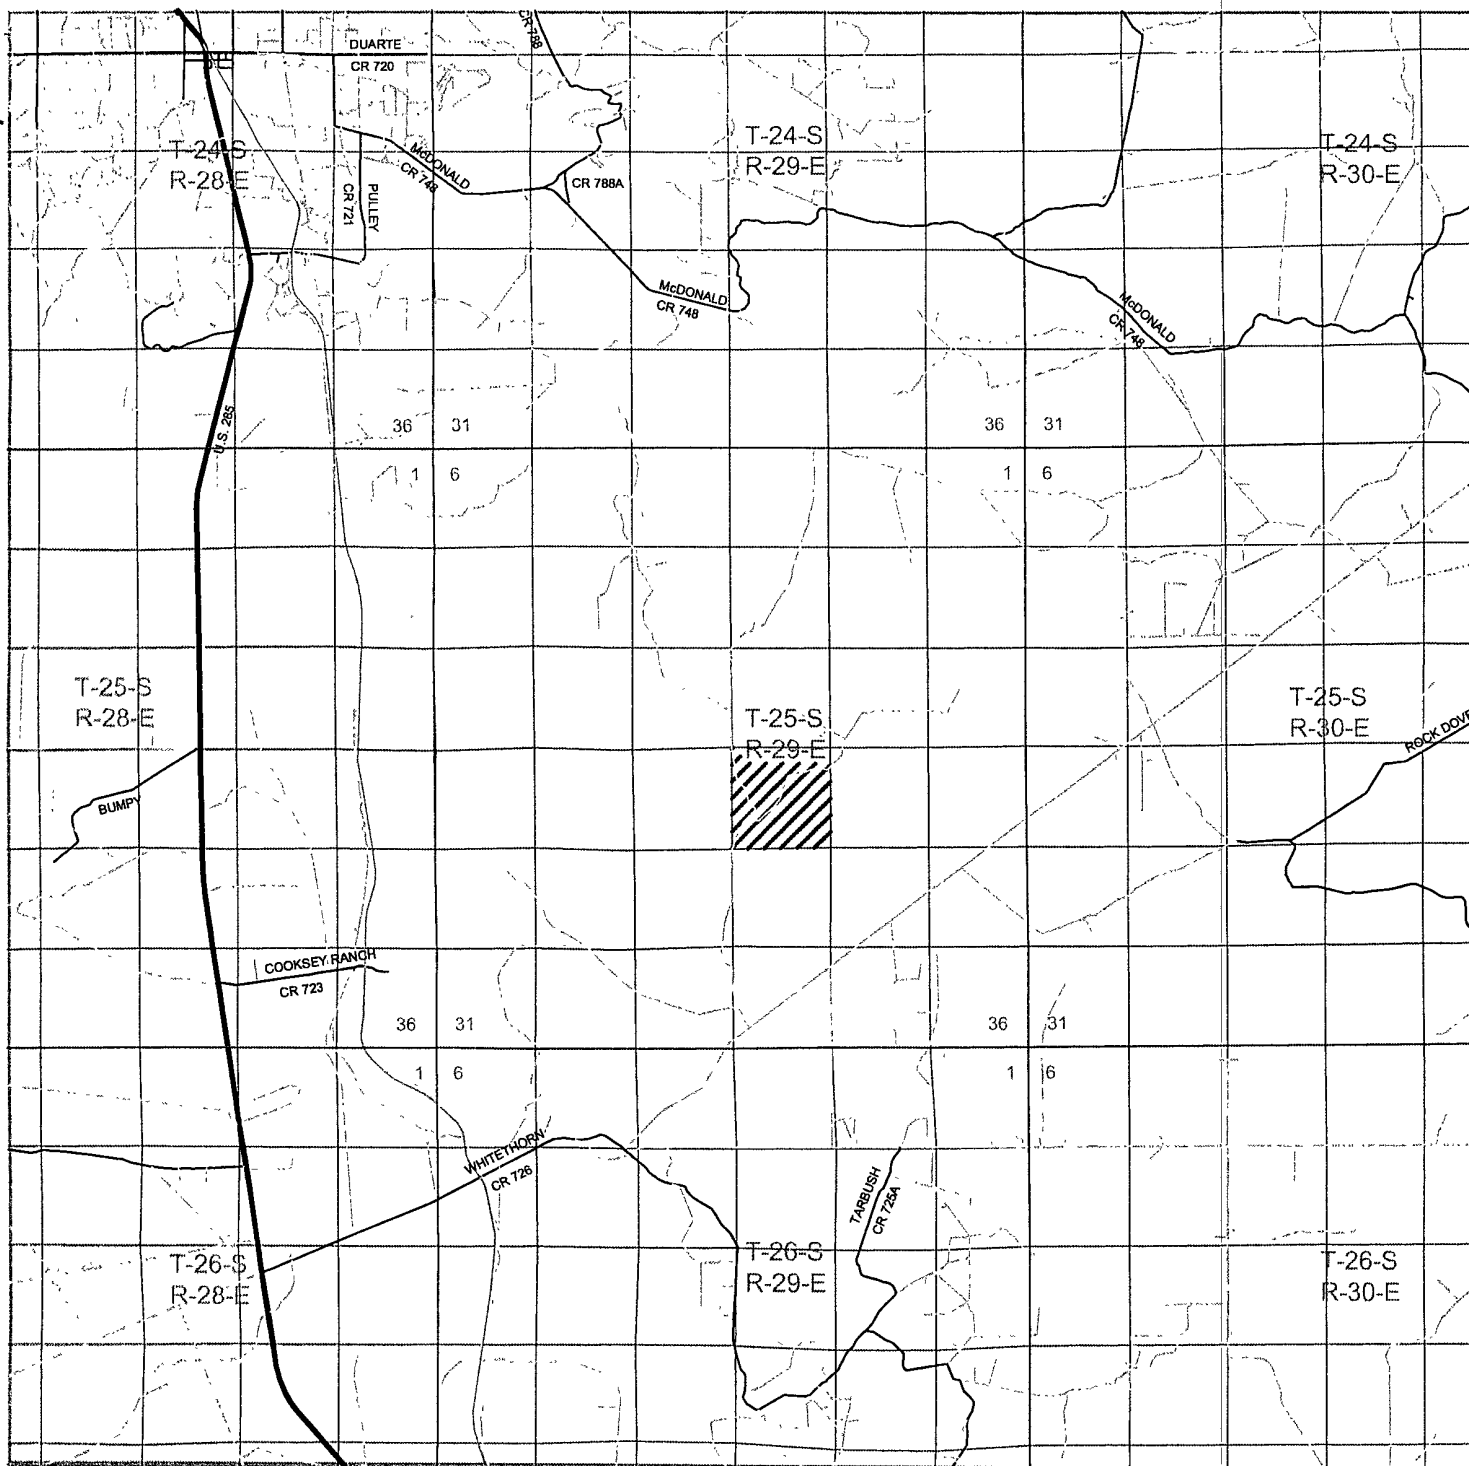 CR 788
DUARTE
CR 720
T-24-S
R-28-E
McDONALD
CR 748
PULLEY
CR 721
CR 788A
T-24-S
R-29-E
T-24-S
R-30-E
McDONALD
CR 748
McDONALD
CR 748
U.S. 285
36 31
1 6
36 31
1 6
T-25-S
R-28-E
T-25-S
R-29-E
T-25-S
R-30-E
ROCK DOVE
BUMPY
COOKSEY RANCH
CR 723
36 31
1 6
36 31
1 6
WHITETHORN
CR 726
TARBUSH
CR 725A
T-26-S
R-28-E
T-26-S
R-29-E
T-26-S
R-30-E